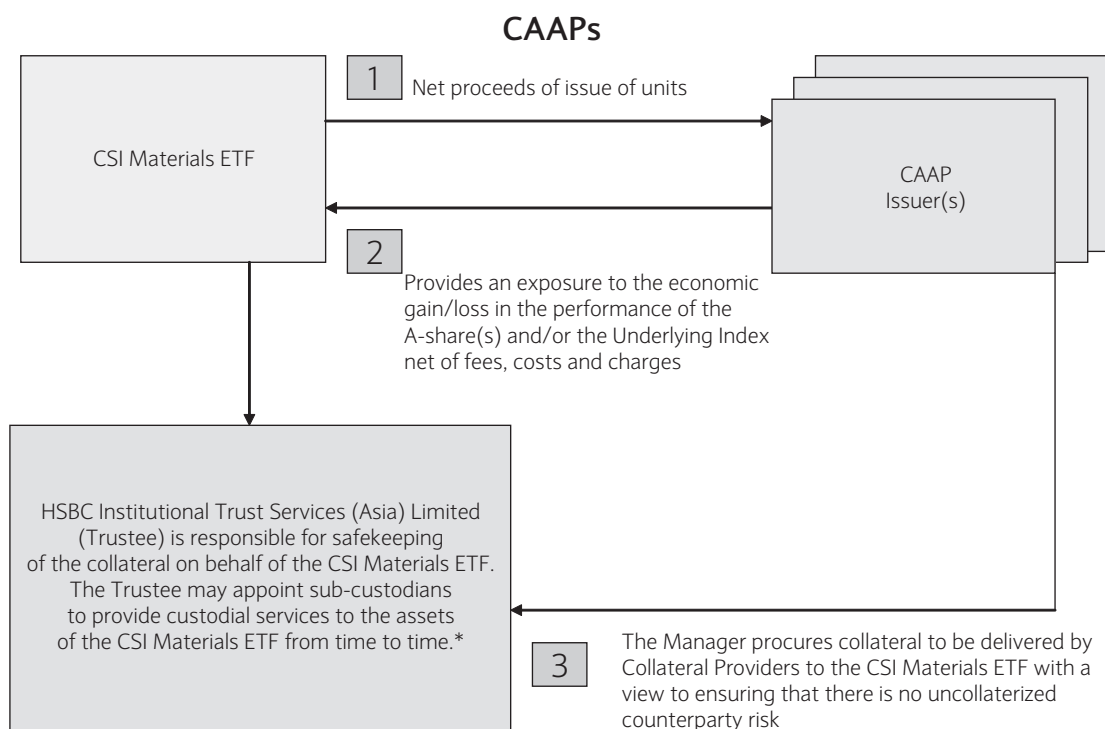 CAAPs
1
Net proceeds of issue of units
CSI Materials ETF
CAAP
Issuer(s)
2
Provides an exposure to the economic
gain/loss in the performance of the
A-share(s) and/or the Underlying Index
net of fees, costs and charges
HSBC Institutional Trust Services (Asia) Limited
(Trustee) is responsible for safekeeping
of the collateral on behalf of the CSI Materials ETF.
The Trustee may appoint sub-custodians
to provide custodial services to the assets
of the CSI Materials ETF from time to time.*
3
The Manager procures collateral to be delivered by
Collateral Providers to the CSI Materials ETF with a
view to ensuring that there is no uncollaterized
counterparty risk